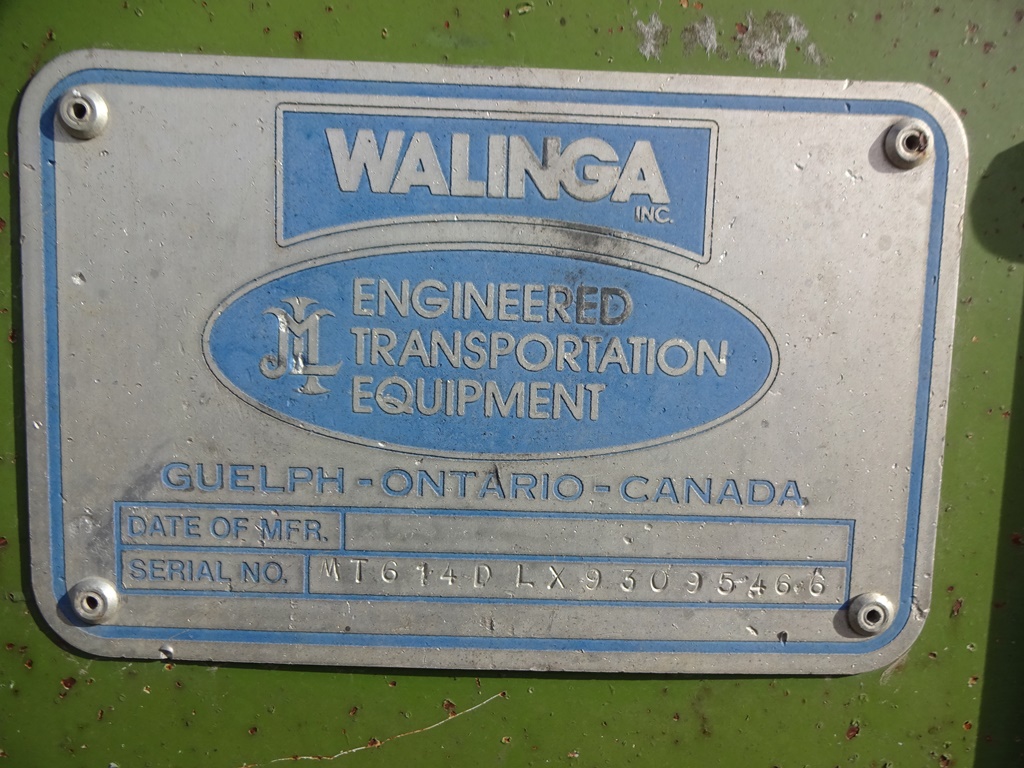 WALINGA
INC.
ENGINEERED
TRANSPORTATION
EQUIPMENT
GUELPH - ONTARIO - CANADA
DATE OF MFR.
SERIAL NO. MT614DLX93095466